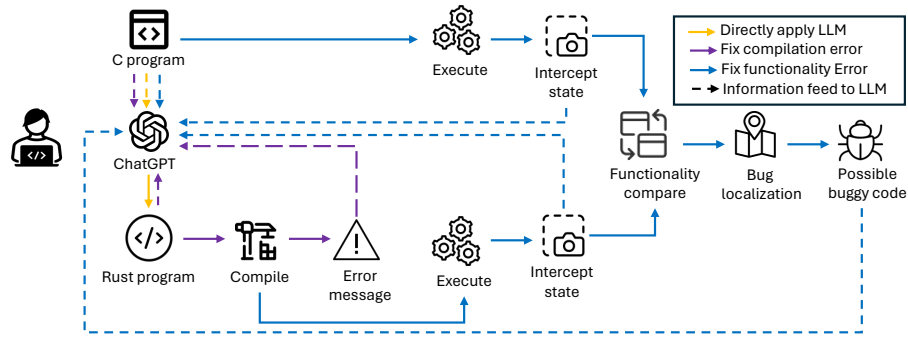 C program
Execute
Intercept
state
Directly apply LLM
Fix compilation error
Fix functionality Error
Information feed to LLM
</>
ChatGPT
Functionality
compare
Bug
localization
Possible
buggy code
</>
Rust program
Compile
Error
message
Execute
Intercept
state